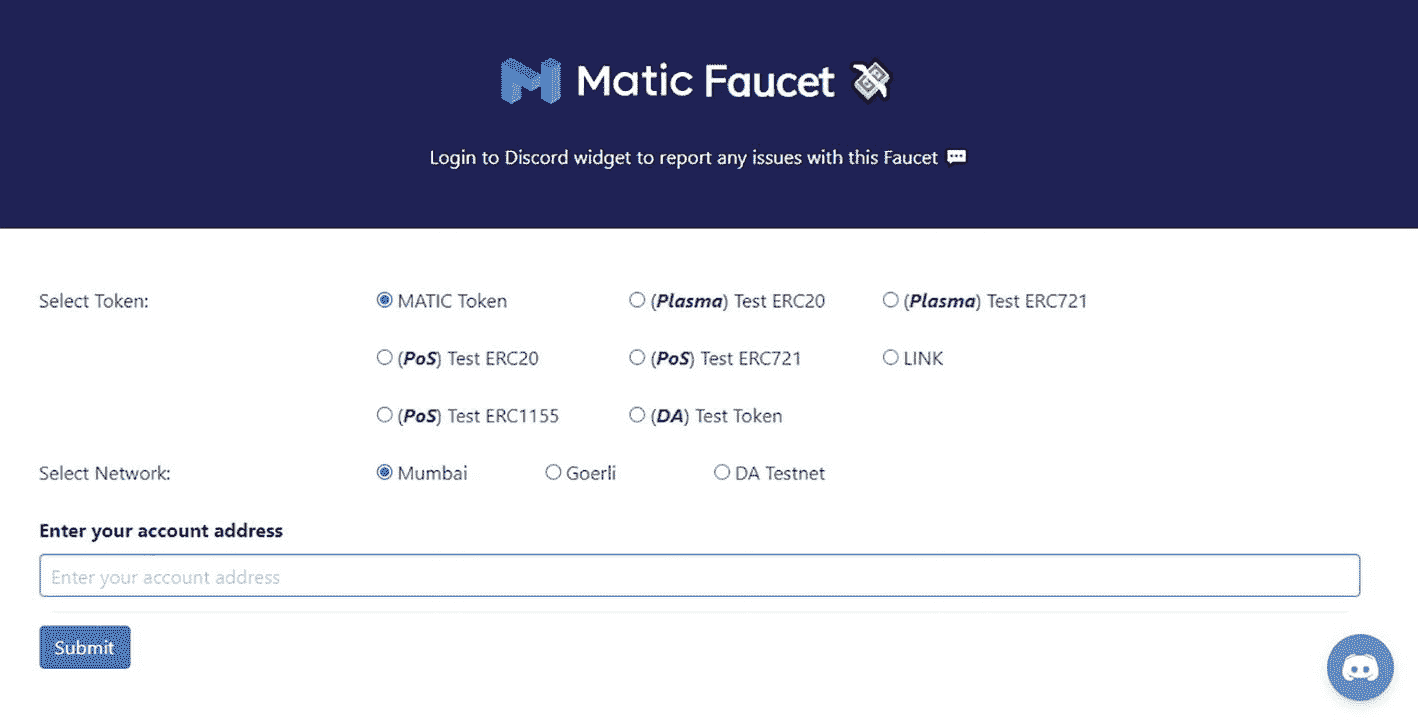 Matic Faucet 💸
Login to Discord widget to report any issues with this Faucet 💬
Select Token: MATIC Token (Plasma) Test ERC20 (Plasma) Test ERC721
(PoS) Test ERC20 (PoS) Test ERC721 LINK
(PoS) Test ERC1155 (DA) Test Token
Select Network: Mumbai Goerli DA Testnet
Enter your account address
Enter your account address
Submit